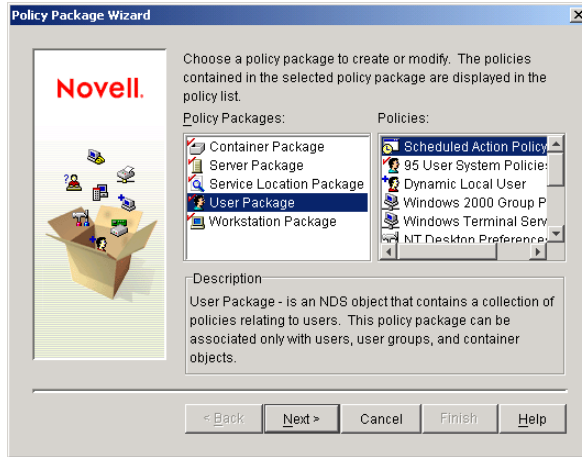 Policy Package Wizard
Novell.
Choose a policy package to create or modify. The policies
contained in the selected policy package are displayed in the
policy list.
Policy Packages:
Policies:
Container Package
Server Package
Service Location Package
User Package
Workstation Package
Scheduled Action Policy
95 User System Policie
Dynamic Local User
Windows 2000 Group P
Windows Terminal Serv
NT Desktop Preference
Description
User Package - is an NDS object that contains a collection of
policies relating to users. This policy package can be
associated only with users, user groups, and container
objects.
< Back
Next >
Cancel
Finish
Help